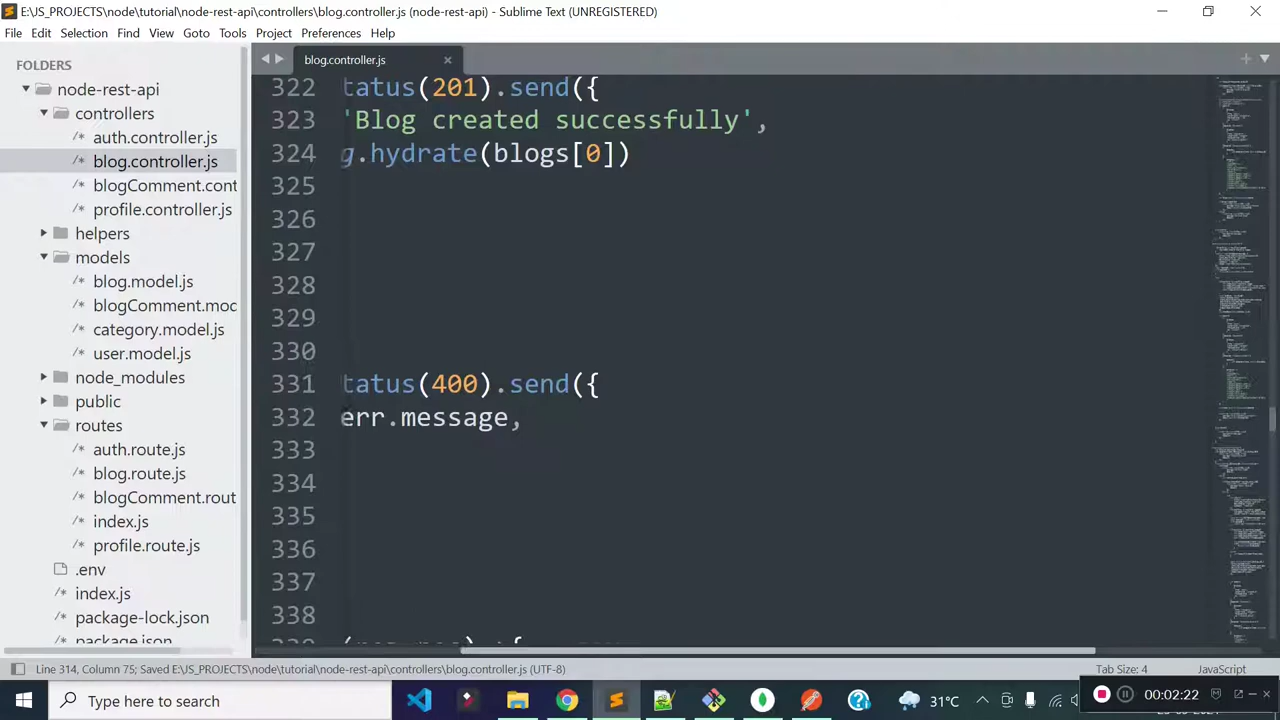 E:\JS_PROJECTS\node\tutorial\node-rest-api\controllers\blog.controller.js (node-rest-api) - Sublime Text (UNREGISTERED)
File Edit Selection Find View Goto Tools Project Preferences Help
FOLDERS
node-rest-api
controllers
/* auth.controller.js
/* blog.controller.js
/* blogComment.cont
/* profile.controller.js
helpers
models
/* blog.model.js
/* blogComment.moc
/* category.model.js
/* user.model.js
node_modules
public
routes
/* auth.route.js
/* blog.route.js
/* blogComment.rout
/* index.js
/* profile.route.js
.env
/* index.js
/* package-lock.json
/* package.json
blog.controller.js
322 tatus(201).send({
323 'Blog created successfully',
324 g.hydrate(blogs[0])
325
326
327
328
329
330
331 tatus(400).send({
332 err.message,
333
334
335
336
337
338
Line 314, Column 75; Saved E:\JS_PROJECTS\node\tutorial\node-rest-api\controllers\blog.controller.js (UTF-8)
Tab Size: 4
JavaScript
Type here to search
31°C
00:02:22